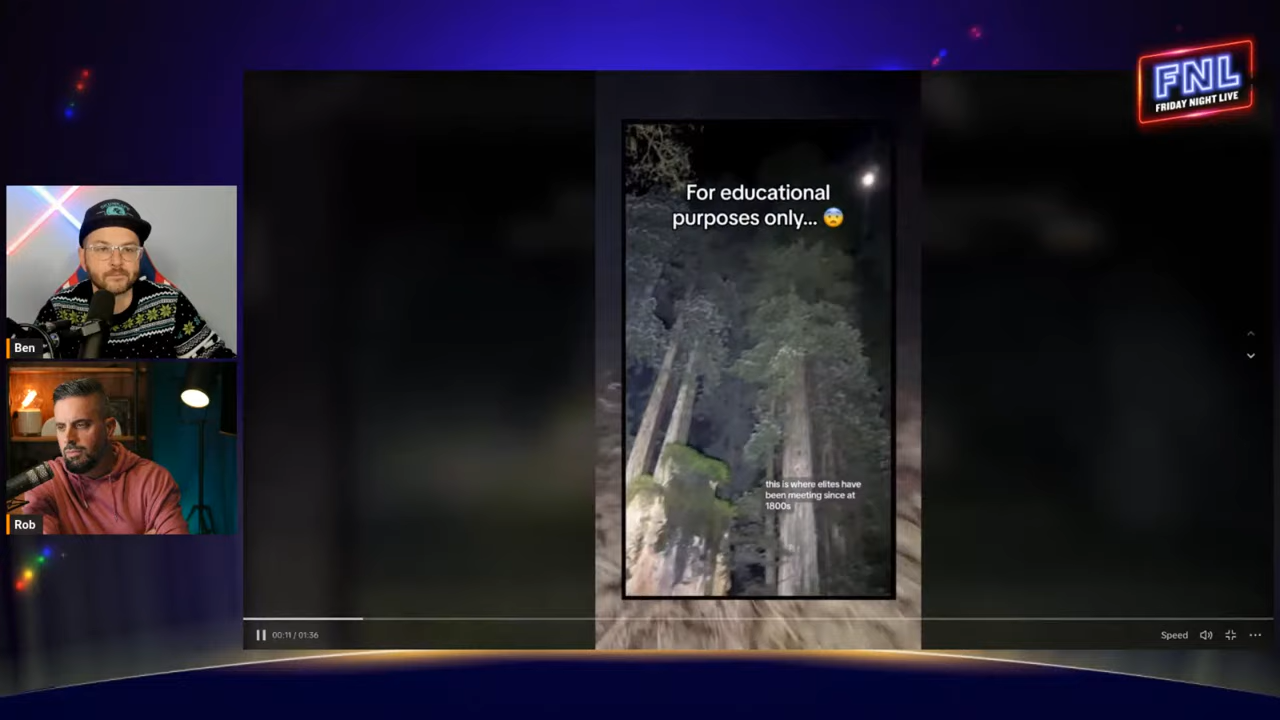 FNL
FRIDAY NIGHT LIVE
For educational
purposes only... 😨
this is where elites have
been meeting since at
1800s
Ben
Rob
00:11 / 01:36
Speed